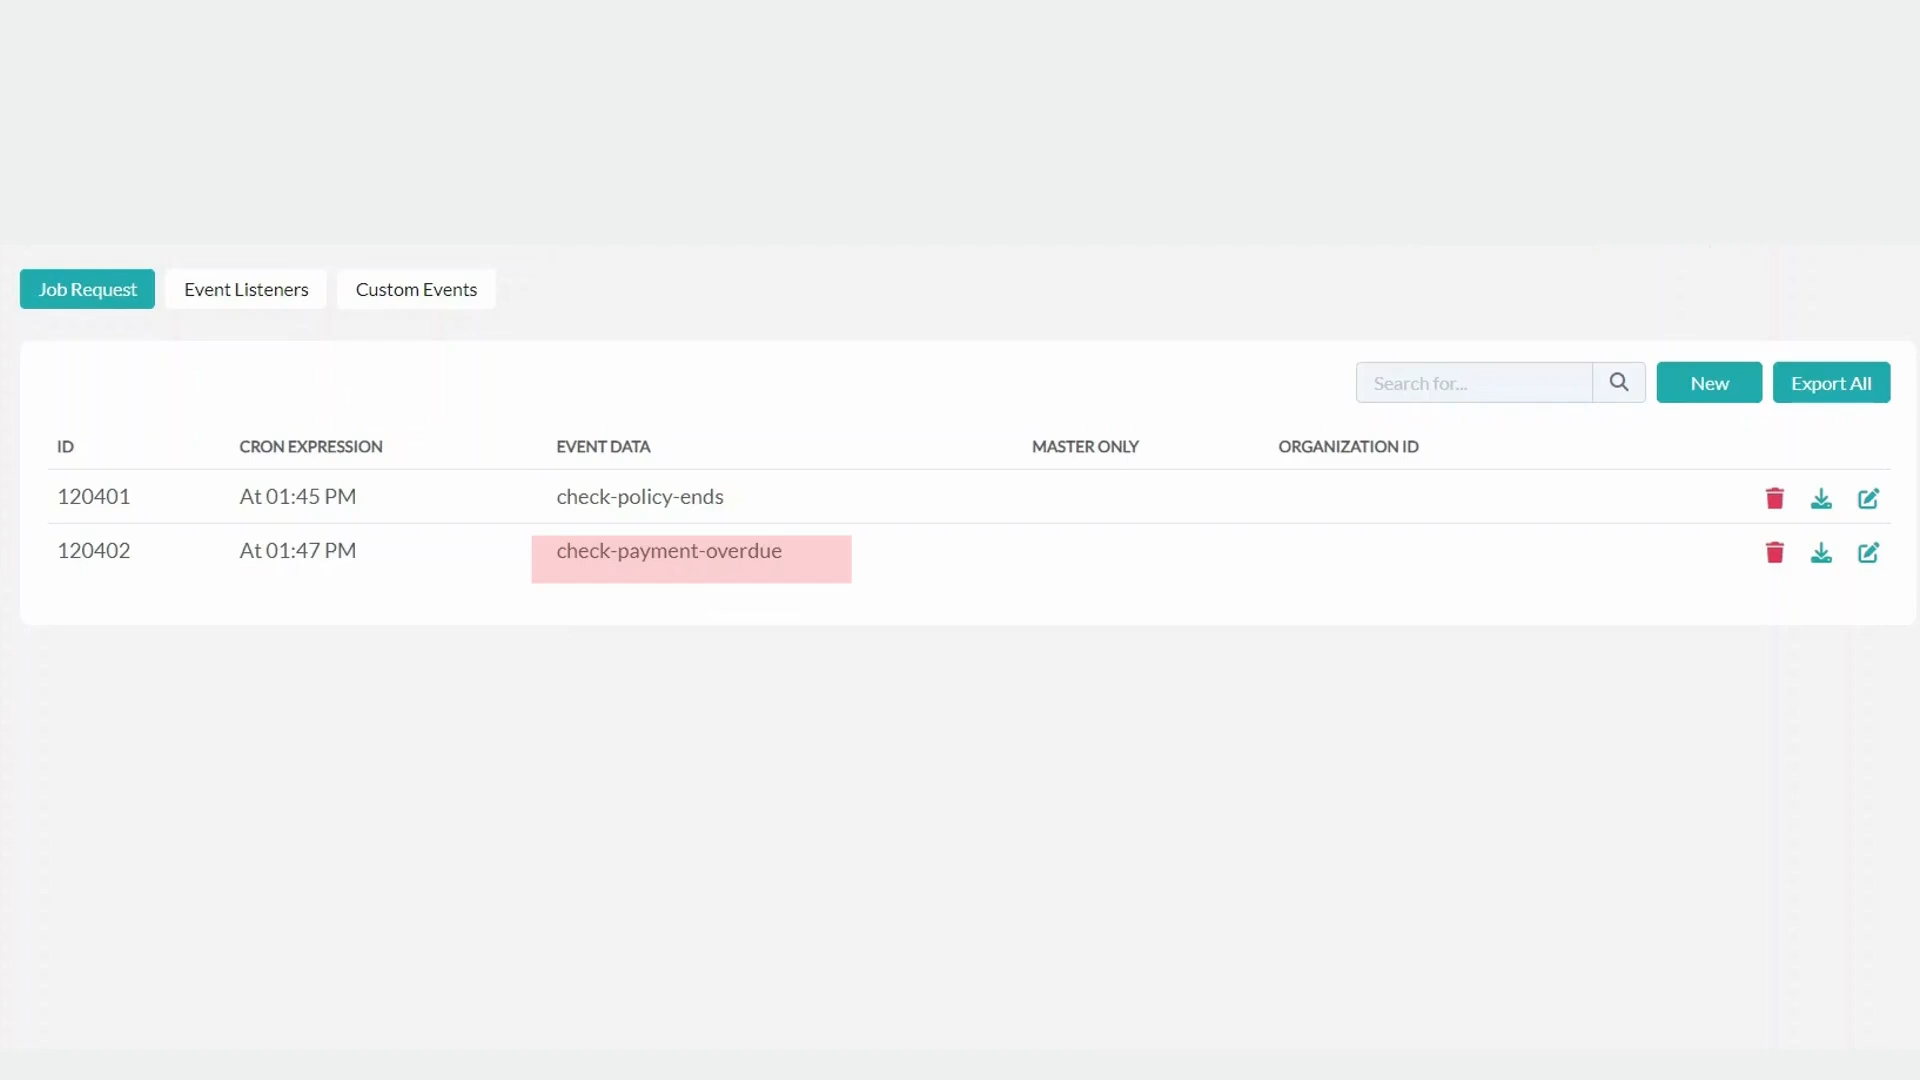 Job Request Event Listeners Custom Events
Search for... New Export All
ID CRON EXPRESSION EVENT DATA MASTER ONLY ORGANIZATION ID
120401 At 01:45 PM check-policy-ends
120402 At 01:47 PM check-payment-overdue